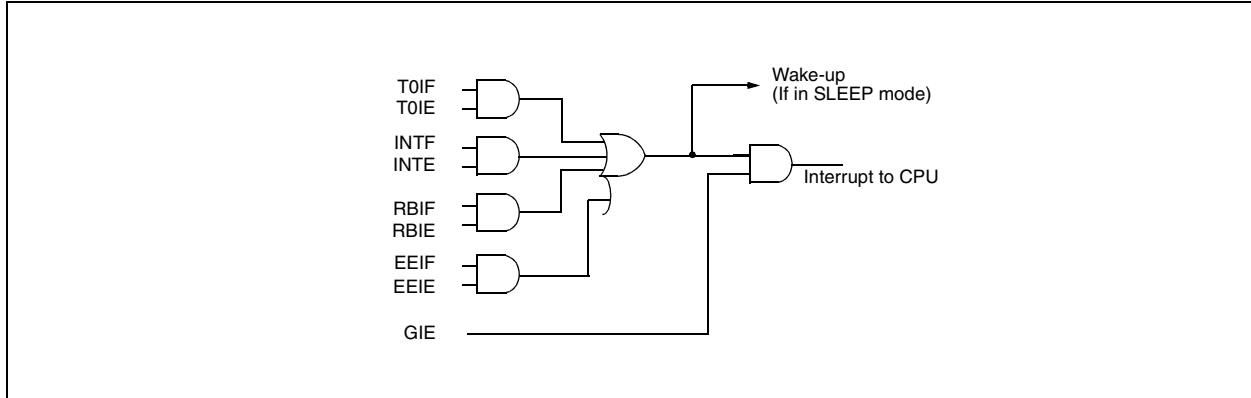 T0IF
T0IE
INTF
INTE
RBIF
RBIE
EEIF
EEIE
GIE
Wake-up
(If in SLEEP mode)
Interrupt to CPU